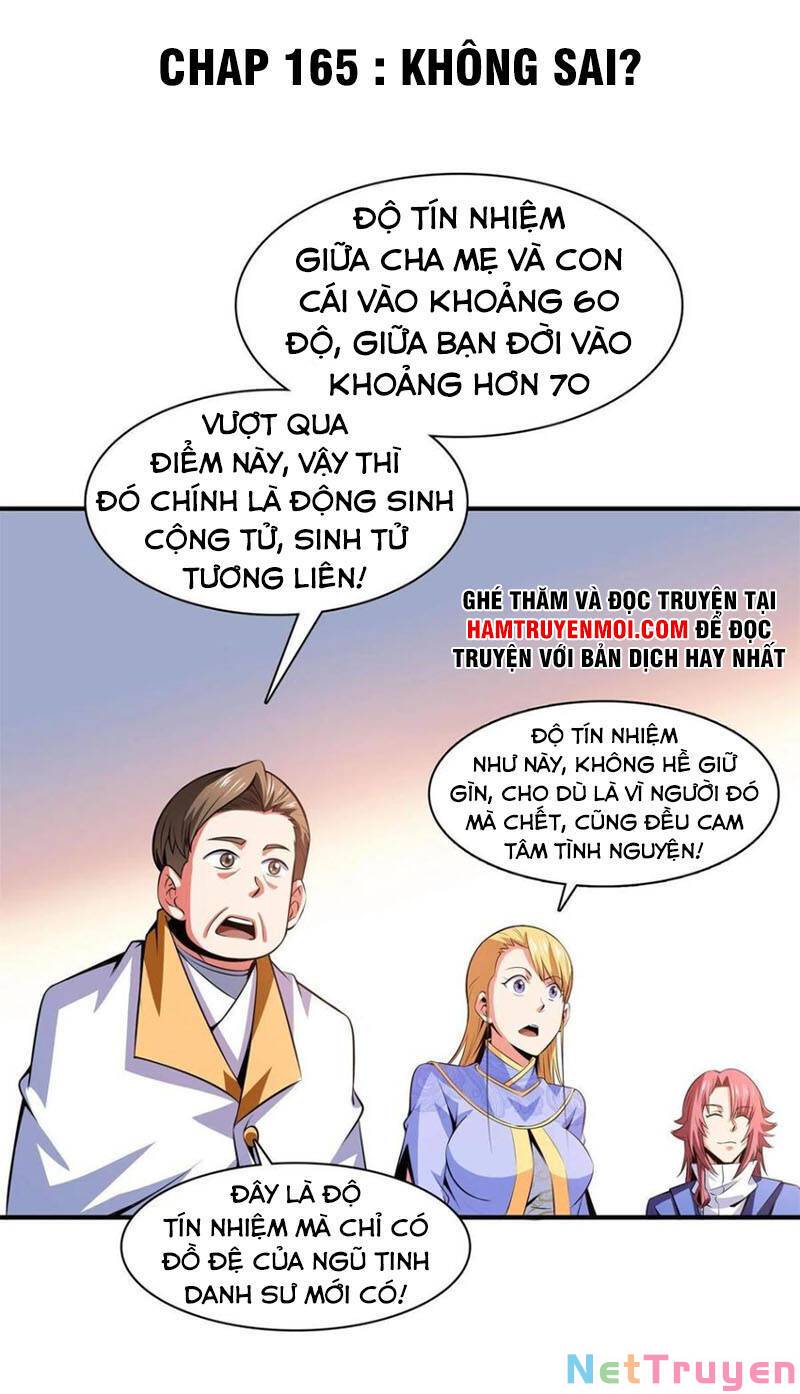 CHAP 165 : KHÔNG SAI?
ĐỘ TÍN NHIỆM
GIỮA CHA MẸ VÀ CON
CÁI VÀO KHOẢNG 60
ĐỘ, GIỮA BẠN ĐỜI VÀO
KHOẢNG HƠN 70
VƯỢT QUA
ĐIỂM NÀY, VẬY THÌ
ĐÓ CHÍNH LÀ ĐỘNG SINH
CỘNG TỬ, SINH TỬ
TƯƠNG LIÊN!
GHÉ THĂM VÀ ĐỌC TRUYỆN TẠI
HAMTRUYENMOI.COM ĐỂ ĐỌC
TRUYỆN VỚI BẢN DỊCH HAY NHẤT
ĐỘ TÍN NHIỆM
NHƯ NÀY, KHÔNG HỀ GIỮ
GÌN, CHO DÙ LÀ VÌ NGƯỜI ĐÓ
MÀ CHẾT, CŨNG ĐỀU CAM
TÂM TÌNH NGUYỆN!
ĐÂY LÀ ĐỘ
TÍN NHIỆM MÀ CHỈ CÓ
ĐỒ ĐỆ CỦA NGŨ TINH
DANH SƯ MỚI CÓ!
NETTRUYEN